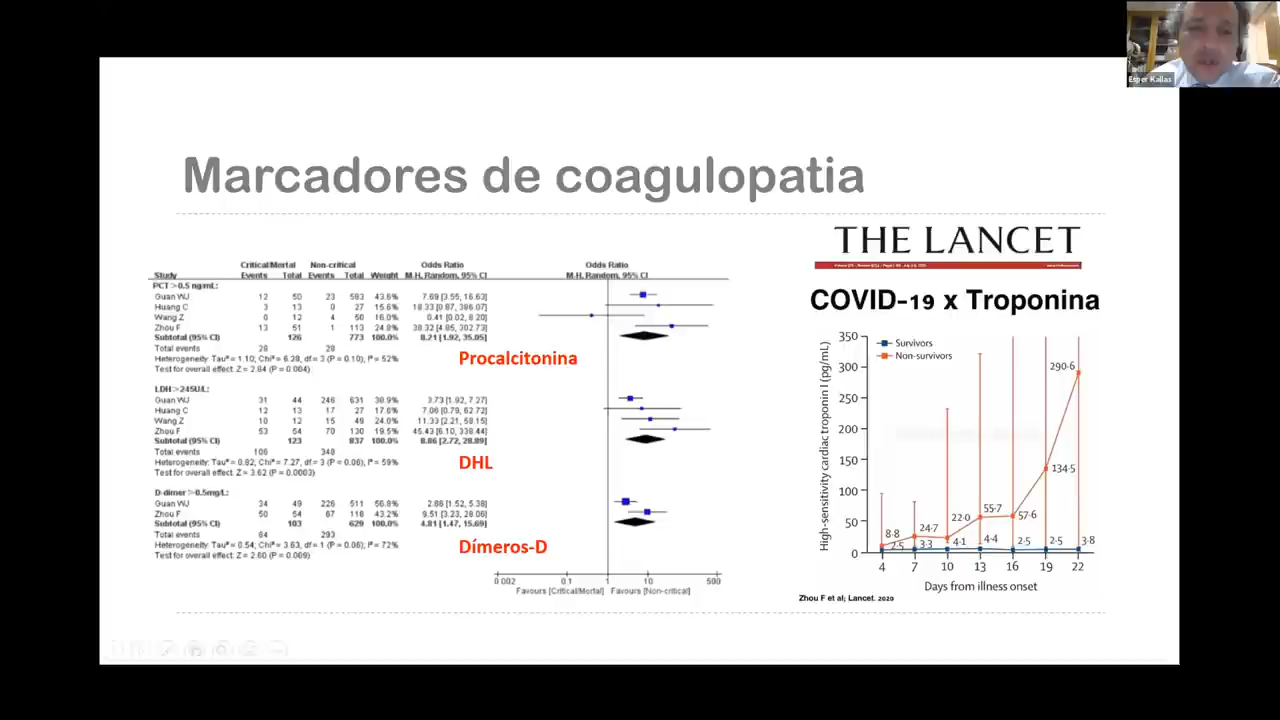 Esper Kallas
Marcadores de coagulopatia
Critical/Mortal Non-critical Odds Ratio Odds Ratio
Study Events Total Events Total Weight M.H. Random, 95% CI M.H. Random, 95% CI
PCT>0.5 ng/mL:
Guan WJ 12 50 23 593 43.6% 7.69 [3.55, 16.63]
Huang C 3 13 0 27 15.6% 18.33 [0.87, 386.07]
Wang Z 0 12 4 50 16.0% 0.41 [0.02, 8.20]
Zhou F 13 51 1 113 24.8% 38.32 [4.85, 302.73]
Subtotal (95% CI) 126 773 100.0% 8.21 [1.92, 35.05]
Total events 28 28
Heterogeneity: Tau² = 1.10; Chi² = 6.28, df = 3 (P = 0.10); I² = 52%
Test for overall effect: Z = 2.84 (P = 0.004)
Procalcitonina
LDH>245U/L:
Guan WJ 31 44 246 631 38.9% 3.73 [1.92, 7.27]
Huang C 12 13 17 27 17.6% 7.06 [0.79, 62.72]
Wang Z 10 12 15 49 24.0% 11.33 [2.21, 58.15]
Zhou F 53 54 70 130 19.5% 45.43 [6.10, 338.44]
Subtotal (95% CI) 123 837 100.0% 8.86 [2.72, 28.89]
Total events 106 348
Heterogeneity: Tau² = 0.82; Chi² = 7.27, df = 3 (P = 0.06); I² = 59%
Test for overall effect: Z = 3.62 (P = 0.0003)
DHL
D-dimer >0.5mg/L:
Guan WJ 34 49 226 511 56.8% 2.86 [1.52, 5.38]
Zhou F 50 54 67 118 43.2% 9.51 [3.23, 28.06]
Subtotal (95% CI) 103 629 100.0% 4.81 [1.47, 15.69]
Total events 84 293
Heterogeneity: Tau² = 0.54; Chi² = 3.63, df = 1 (P = 0.06); I² = 72%
Test for overall effect: Z = 2.60 (P = 0.009)
Dímeros-D
0.002 0.1 1 10 500
Favours [Critical/Mortal] Favours [Non-critical]
THE LANCET
COVID-19 x Troponina
High-sensitivity cardiac troponin I (pg/mL)
350
300
250
200
150
100
50
0
Survivors
Non-survivors
8·8 24·7 22·0 55·7 57·6 134·5 290·6
2·5 3·3 4·1 4·4 2·5 2·5 3·8
4 7 10 13 16 19 22
Days from illness onset
Zhou F et al; Lancet. 2020